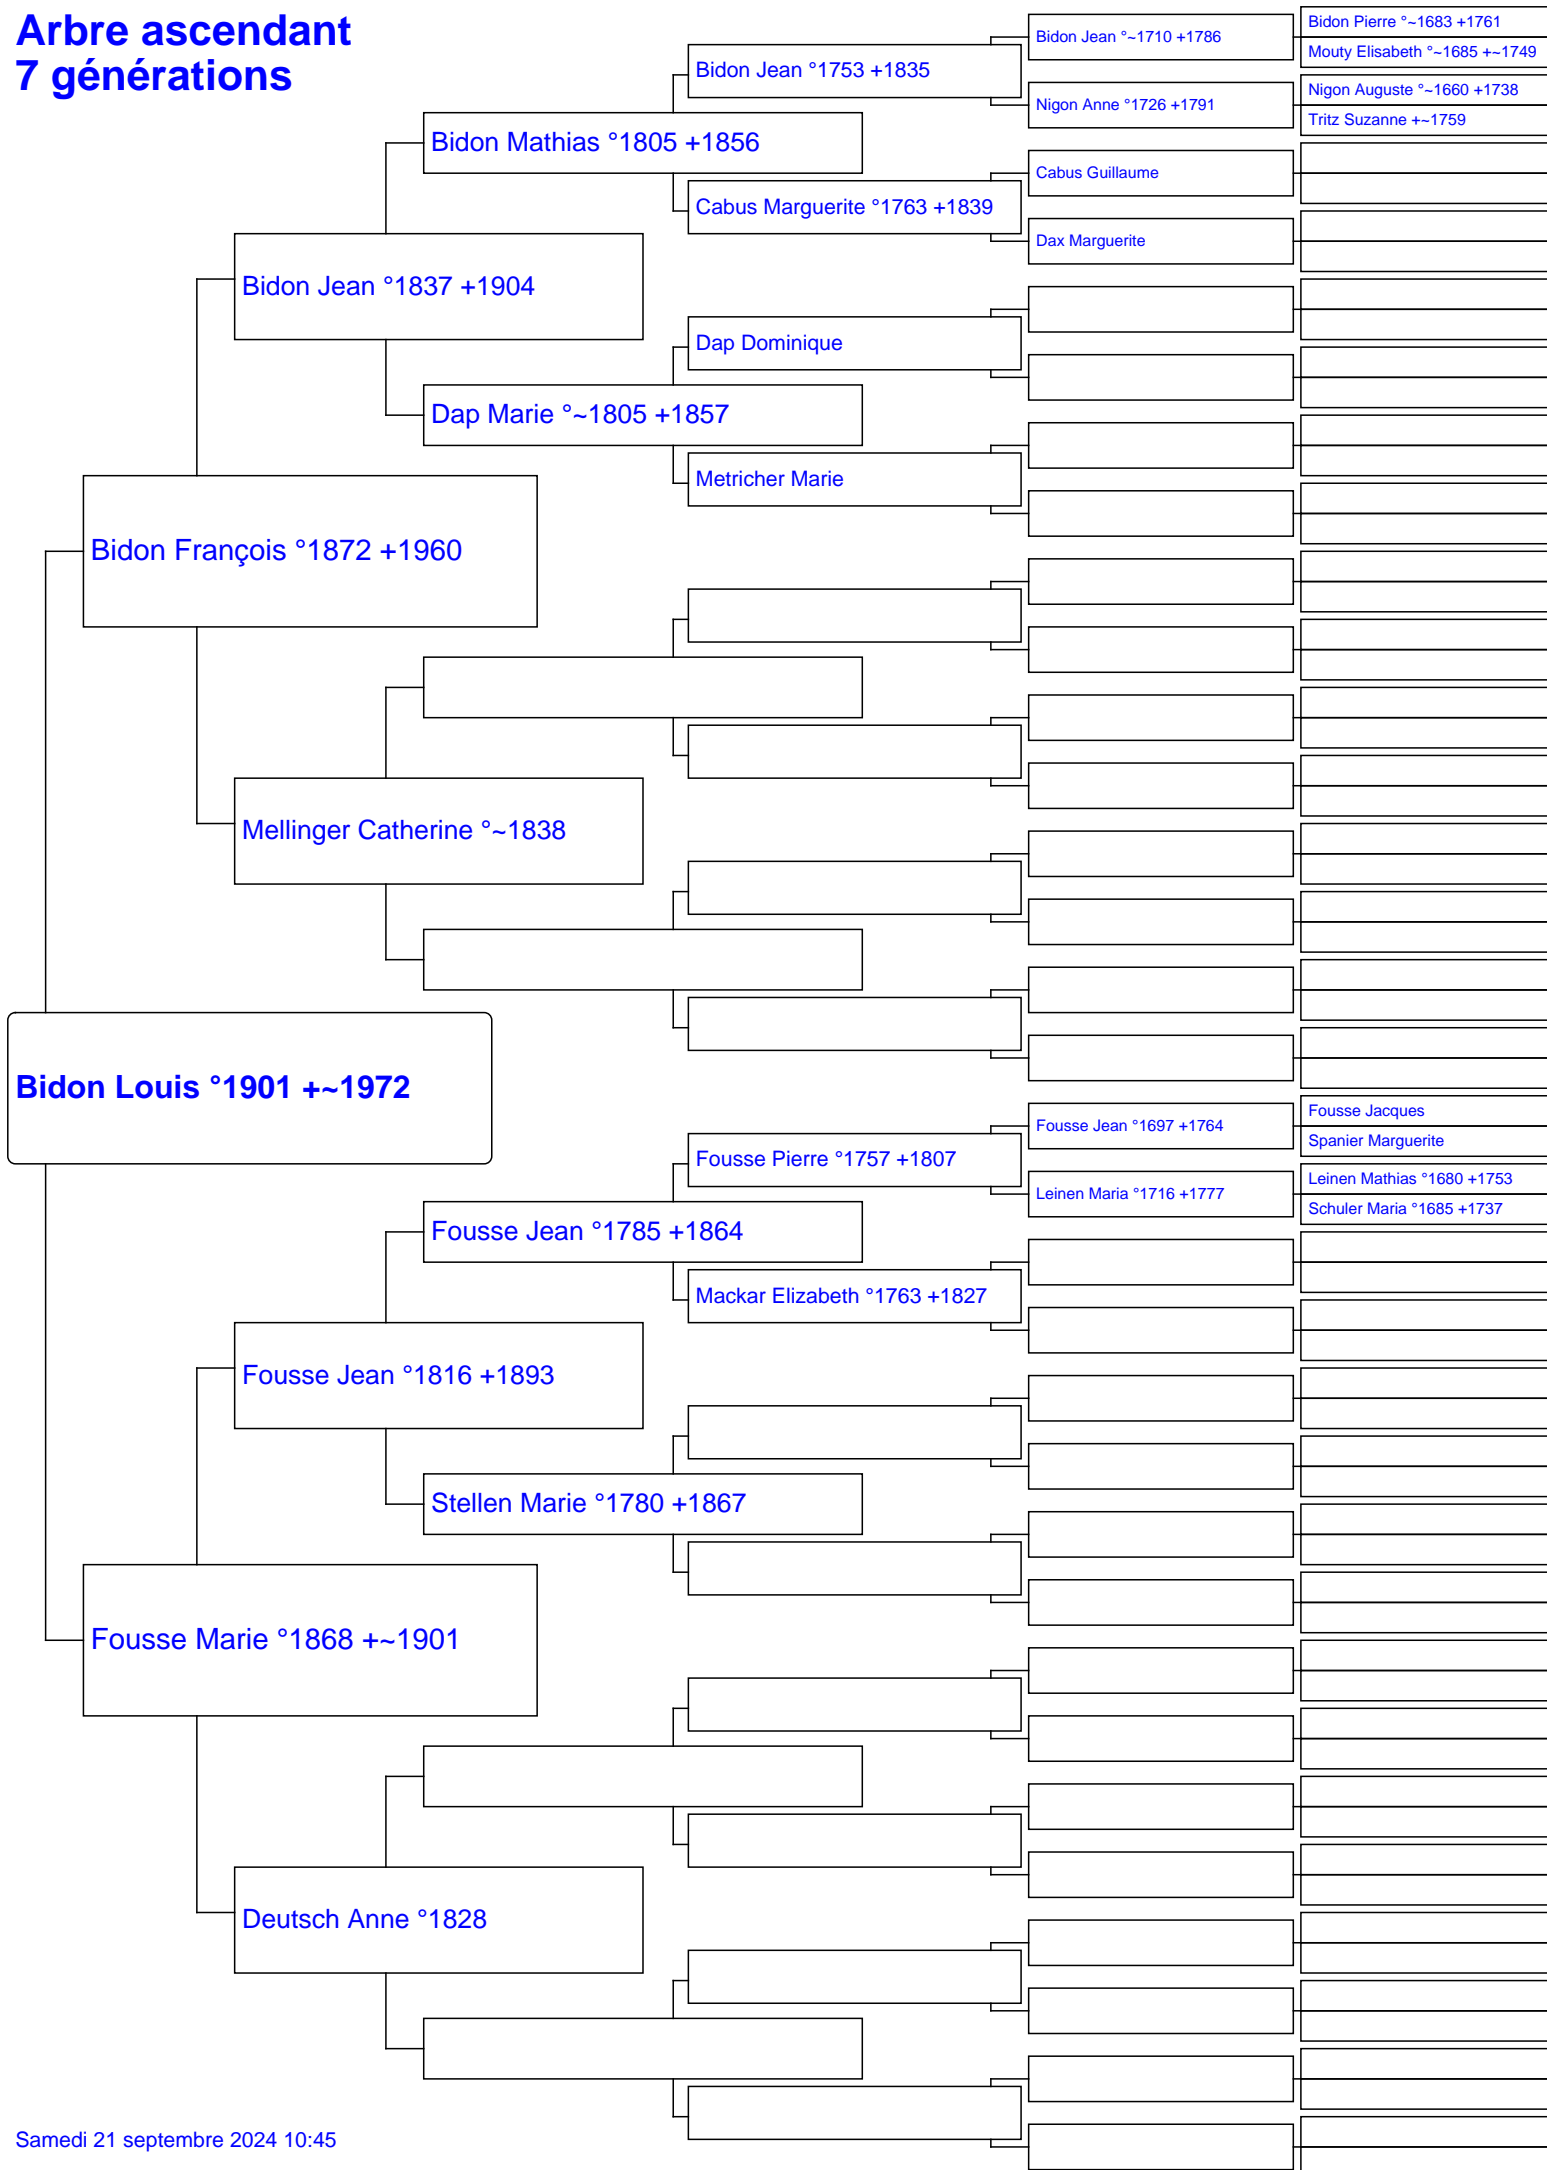 Arbre ascendant
7 générations
Bidon Pierre °~1683 +1761
Bidon Jean °~1710 +1786
Mouty Elisabeth °~1685 +~1749
Bidon Jean °1753 +1835
Nigon Auguste °~1660 +1738
Nigon Anne °1726 +1791
Tritz Suzanne +~1759
Bidon Mathias °1805 +1856
Cabus Guillaume
Cabus Marguerite °1763 +1839
Dax Marguerite
Bidon Jean °1837 +1904
Dap Dominique
Dap Marie °~1805 +1857
Metricher Marie
Bidon François °1872 +1960
Mellinger Catherine °~1838
Bidon Louis °1901 +~1972
Fousse Jacques
Fousse Jean °1697 +1764
Spanier Marguerite
Fousse Pierre °1757 +1807
Leinen Mathias °1680 +1753
Leinen Maria °1716 +1777
Schuler Maria °1685 +1737
Fousse Jean °1785 +1864
Mackar Elizabeth °1763 +1827
Fousse Jean °1816 +1893
Stellen Marie °1780 +1867
Fousse Marie °1868 +~1901
Deutsch Anne °1828
Samedi 21 septembre 2024 10:45